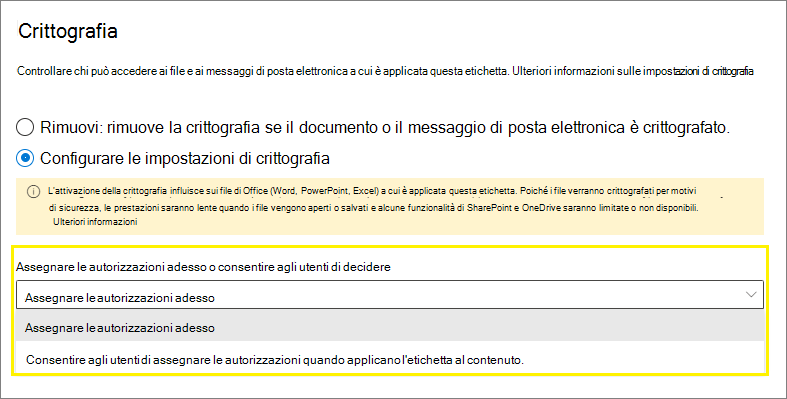 Crittografia
Controllare chi può accedere ai file e ai messaggi di posta elettronica a cui è applicata questa etichetta. Ulteriori informazioni sulle impostazioni di crittografia
Rimuovi: rimuove la crittografia se il documento o il messaggio di posta elettronica è crittografato.
Configurare le impostazioni di crittografia
L'attivazione della crittografia influisce sui file di Office (Word, PowerPoint, Excel) a cui è applicata questa etichetta. Poiché i file verranno crittografati per motivi
di sicurezza, le prestazioni saranno lente quando i file vengono aperti o salvati e alcune funzionalità di SharePoint e OneDrive saranno limitate o non disponibili.
Ulteriori informazioni
Assegnare le autorizzazioni adesso o consentire agli utenti di decidere
Assegnare le autorizzazioni adesso
Assegnare le autorizzazioni adesso
Consentire agli utenti di assegnare le autorizzazioni quando applicano l'etichetta al contenuto.